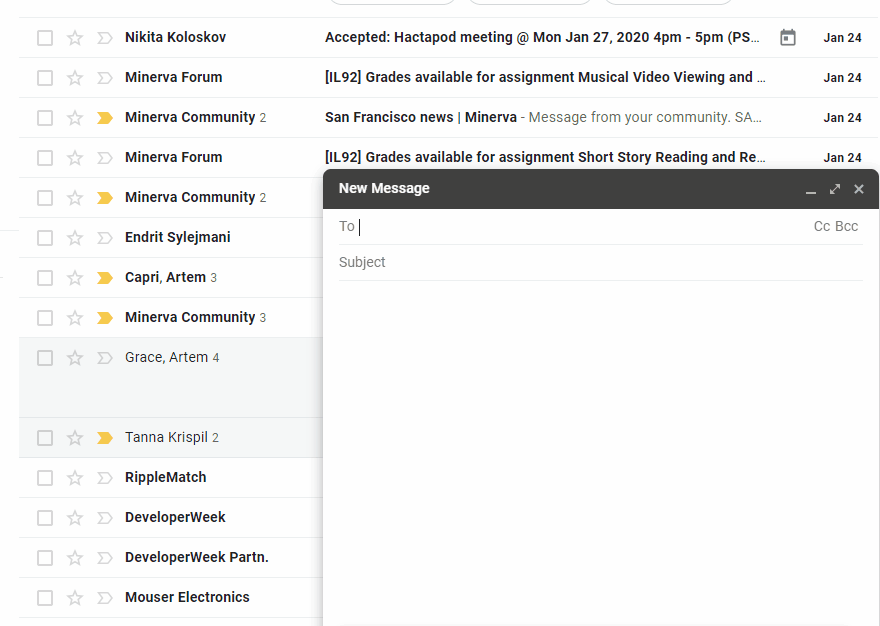 Nikita Koloskov Accepted: Hactapod meeting @ Mon Jan 27, 2020 4pm - 5pm (PS… Jan 24
Minerva Forum [IL92] Grades available for assignment Musical Video Viewing and … Jan 24
Minerva Community 2 San Francisco news | Minerva - Message from your community. SA… Jan 24
Minerva Forum [IL92] Grades available for assignment Short Story Reading and Re… Jan 24
Minerva Community 2
Endrit Sylejmani
Capri, Artem 3
Minerva Community 3
Grace, Artem 4
Tanna Krispil 2
RippleMatch
DeveloperWeek
DeveloperWeek Partn.
Mouser Electronics
New Message
To Cc Bcc
Subject